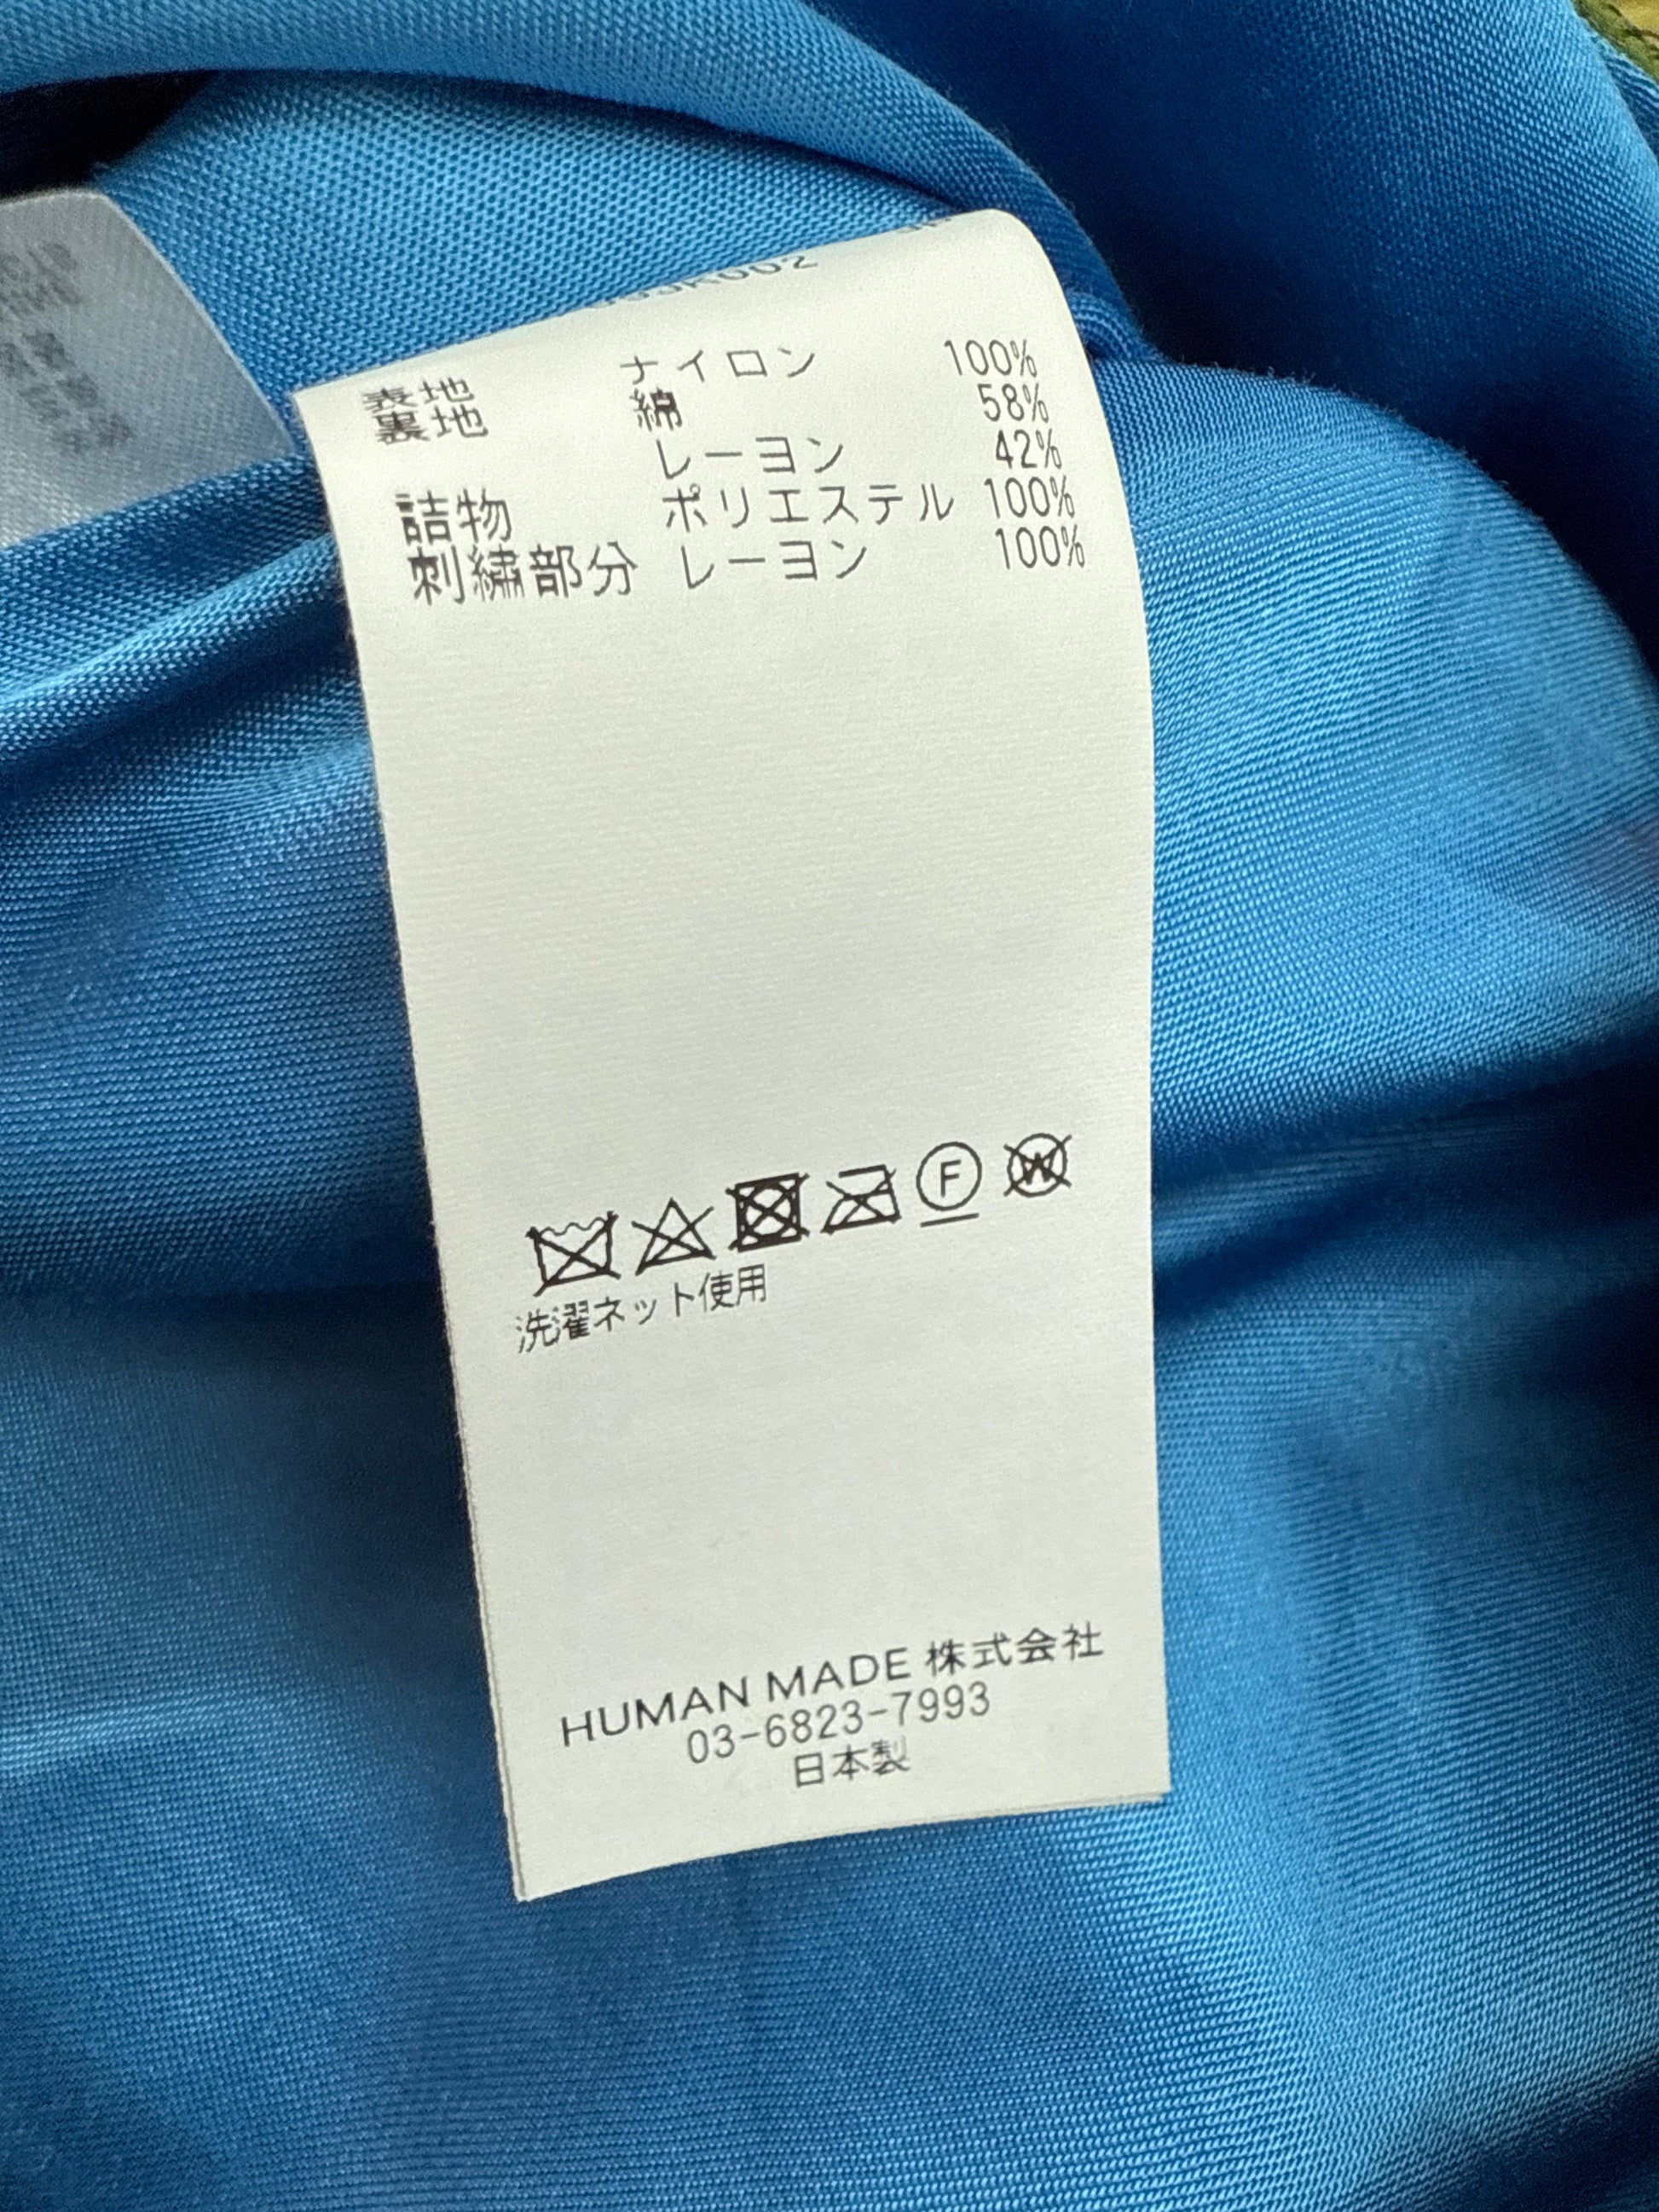 表地 ナイロン 100%
裏地 綿 58%
レーヨン 42%
詰物 ポリエステル 100%
刺繍部分 レーヨン 100%
F W
洗濯ネット使用
HUMAN MADE 株式会社
03-6823-7993
日本製